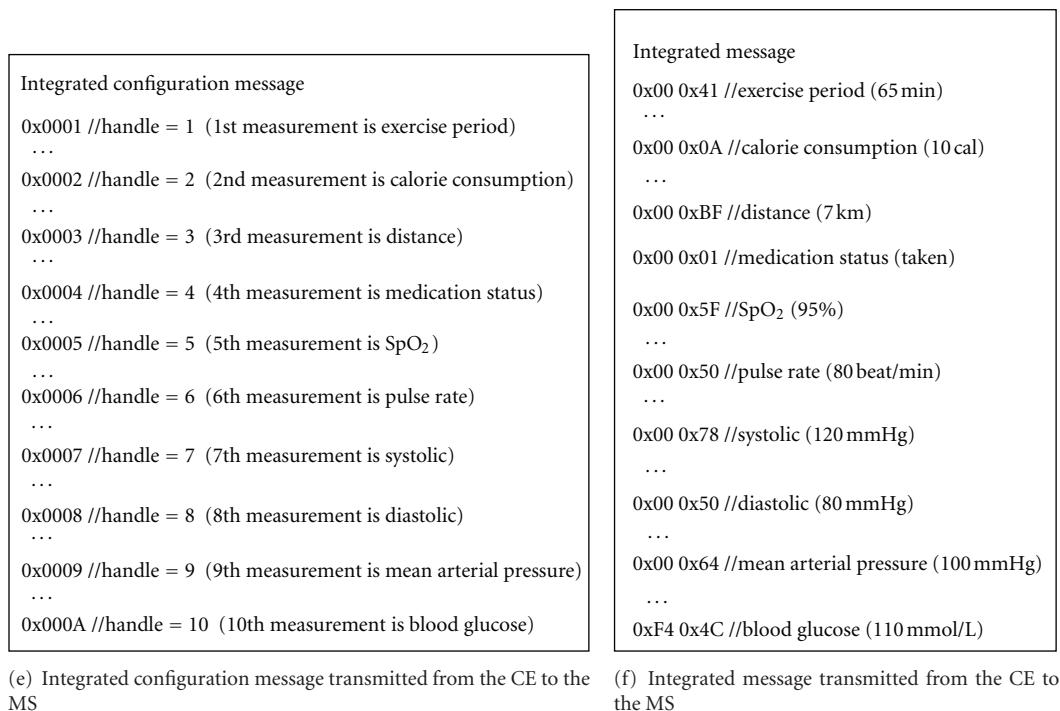 Integrated configuration message
0x0001 //handle = 1 (1st measurement is exercise period)
...
0x0002 //handle = 2 (2nd measurement is calorie consumption)
...
0x0003 //handle = 3 (3rd measurement is distance)
...
0x0004 //handle = 4 (4th measurement is medication status)
...
0x0005 //handle = 5 (5th measurement is SpO₂)
...
0x0006 //handle = 6 (6th measurement is pulse rate)
...
0x0007 //handle = 7 (7th measurement is systolic)
...
0x0008 //handle = 8 (8th measurement is diastolic)
...
0x0009 //handle = 9 (9th measurement is mean arterial pressure)
...
0x000A //handle = 10 (10th measurement is blood glucose)
(e) Integrated configuration message transmitted from the CE to the
MS
Integrated message
0x00 0x41 //exercise period (65 min)
...
0x00 0x0A //calorie consumption (10 cal)
...
0x00 0xBF //distance (7 km)
0x00 0x01 //medication status (taken)
0x00 0x5F //SpO₂ (95%)
...
0x00 0x50 //pulse rate (80 beat/min)
...
0x00 0x78 //systolic (120 mmHg)
...
0x00 0x50 //diastolic (80 mmHg)
...
0x00 0x64 //mean arterial pressure (100 mmHg)
...
0xF4 0x4C //blood glucose (110 mmol/L)
(f) Integrated message transmitted from the CE to
the MS